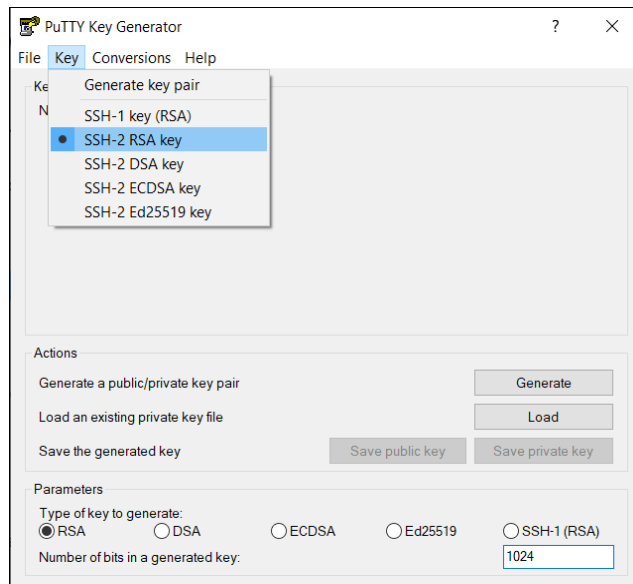 PuTTY Key Generator
File Key Conversions Help
Ke
Generate key pair
N
SSH-1 key (RSA)
SSH-2 RSA key
SSH-2 DSA key
SSH-2 ECDSA key
SSH-2 Ed25519 key
Actions
Generate a public/private key pair Generate
Load an existing private key file Load
Save the generated key Save public key Save private key
Parameters
Type of key to generate:
RSA DSA ECDSA Ed25519 SSH-1 (RSA)
Number of bits in a generated key: 1024